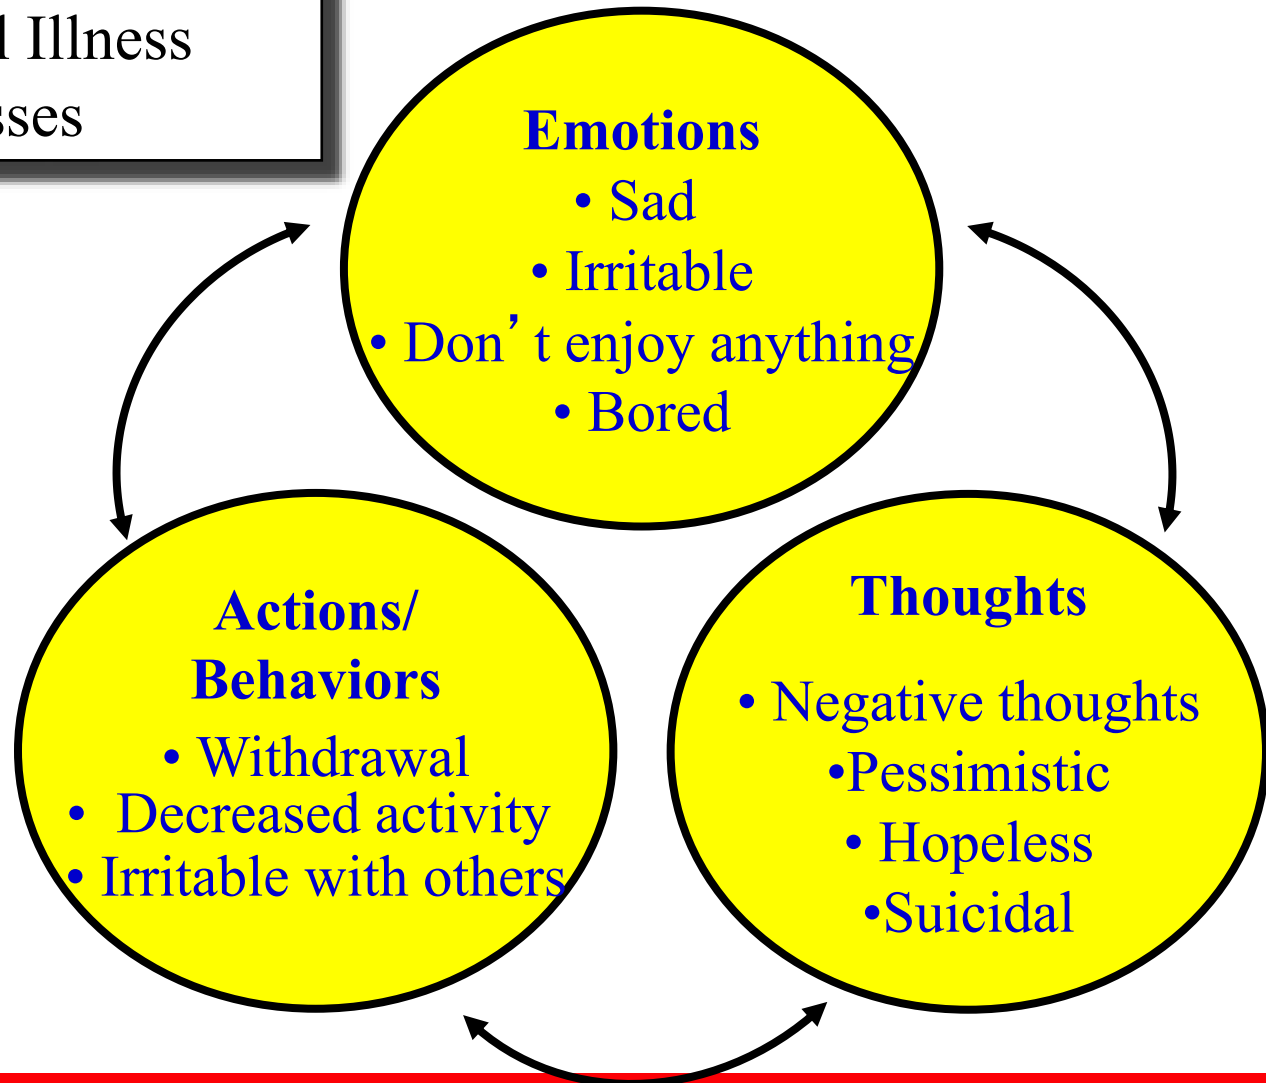 l Illness
sses
Emotions
• Sad
• Irritable
• Don’t enjoy anything
• Bored
Actions/
Behaviors
• Withdrawal
• Decreased activity
• Irritable with others
Thoughts
• Negative thoughts
•Pessimistic
• Hopeless
•Suicidal